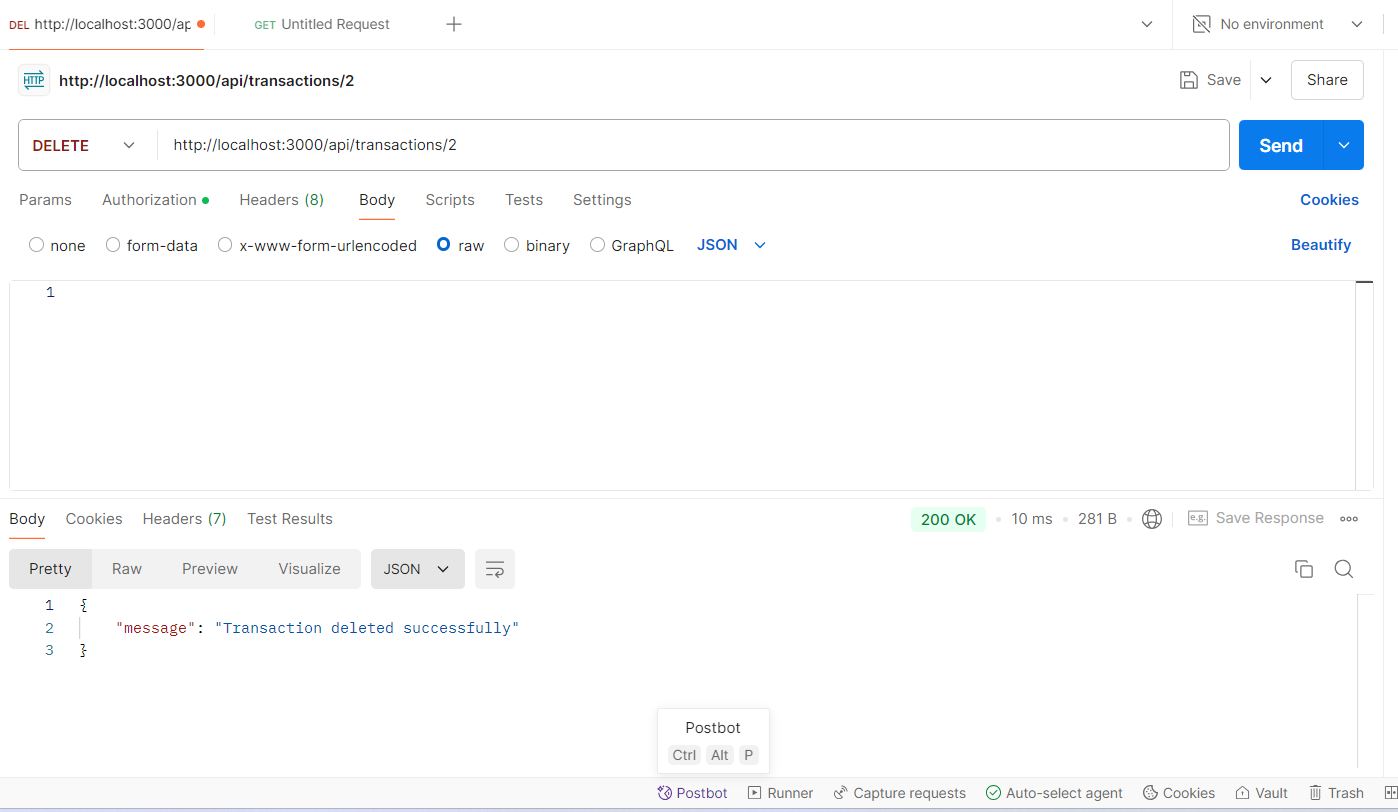 DEL http://localhost:3000/ap
GET Untitled Request
No environment
HTTP http://localhost:3000/api/transactions/2
Save
Share
DELETE http://localhost:3000/api/transactions/2
Send
Params Authorization Headers (8) Body Scripts Tests Settings Cookies
none form-data x-www-form-urlencoded raw binary GraphQL JSON Beautify
1
Body Cookies Headers (7) Test Results 200 OK 10 ms 281 B e.g. Save Response
Pretty Raw Preview Visualize JSON
1 {
2 "message": "Transaction deleted successfully"
3 }
Postbot
Ctrl Alt P
Postbot Runner Capture requests Auto-select agent Cookies Vault Trash